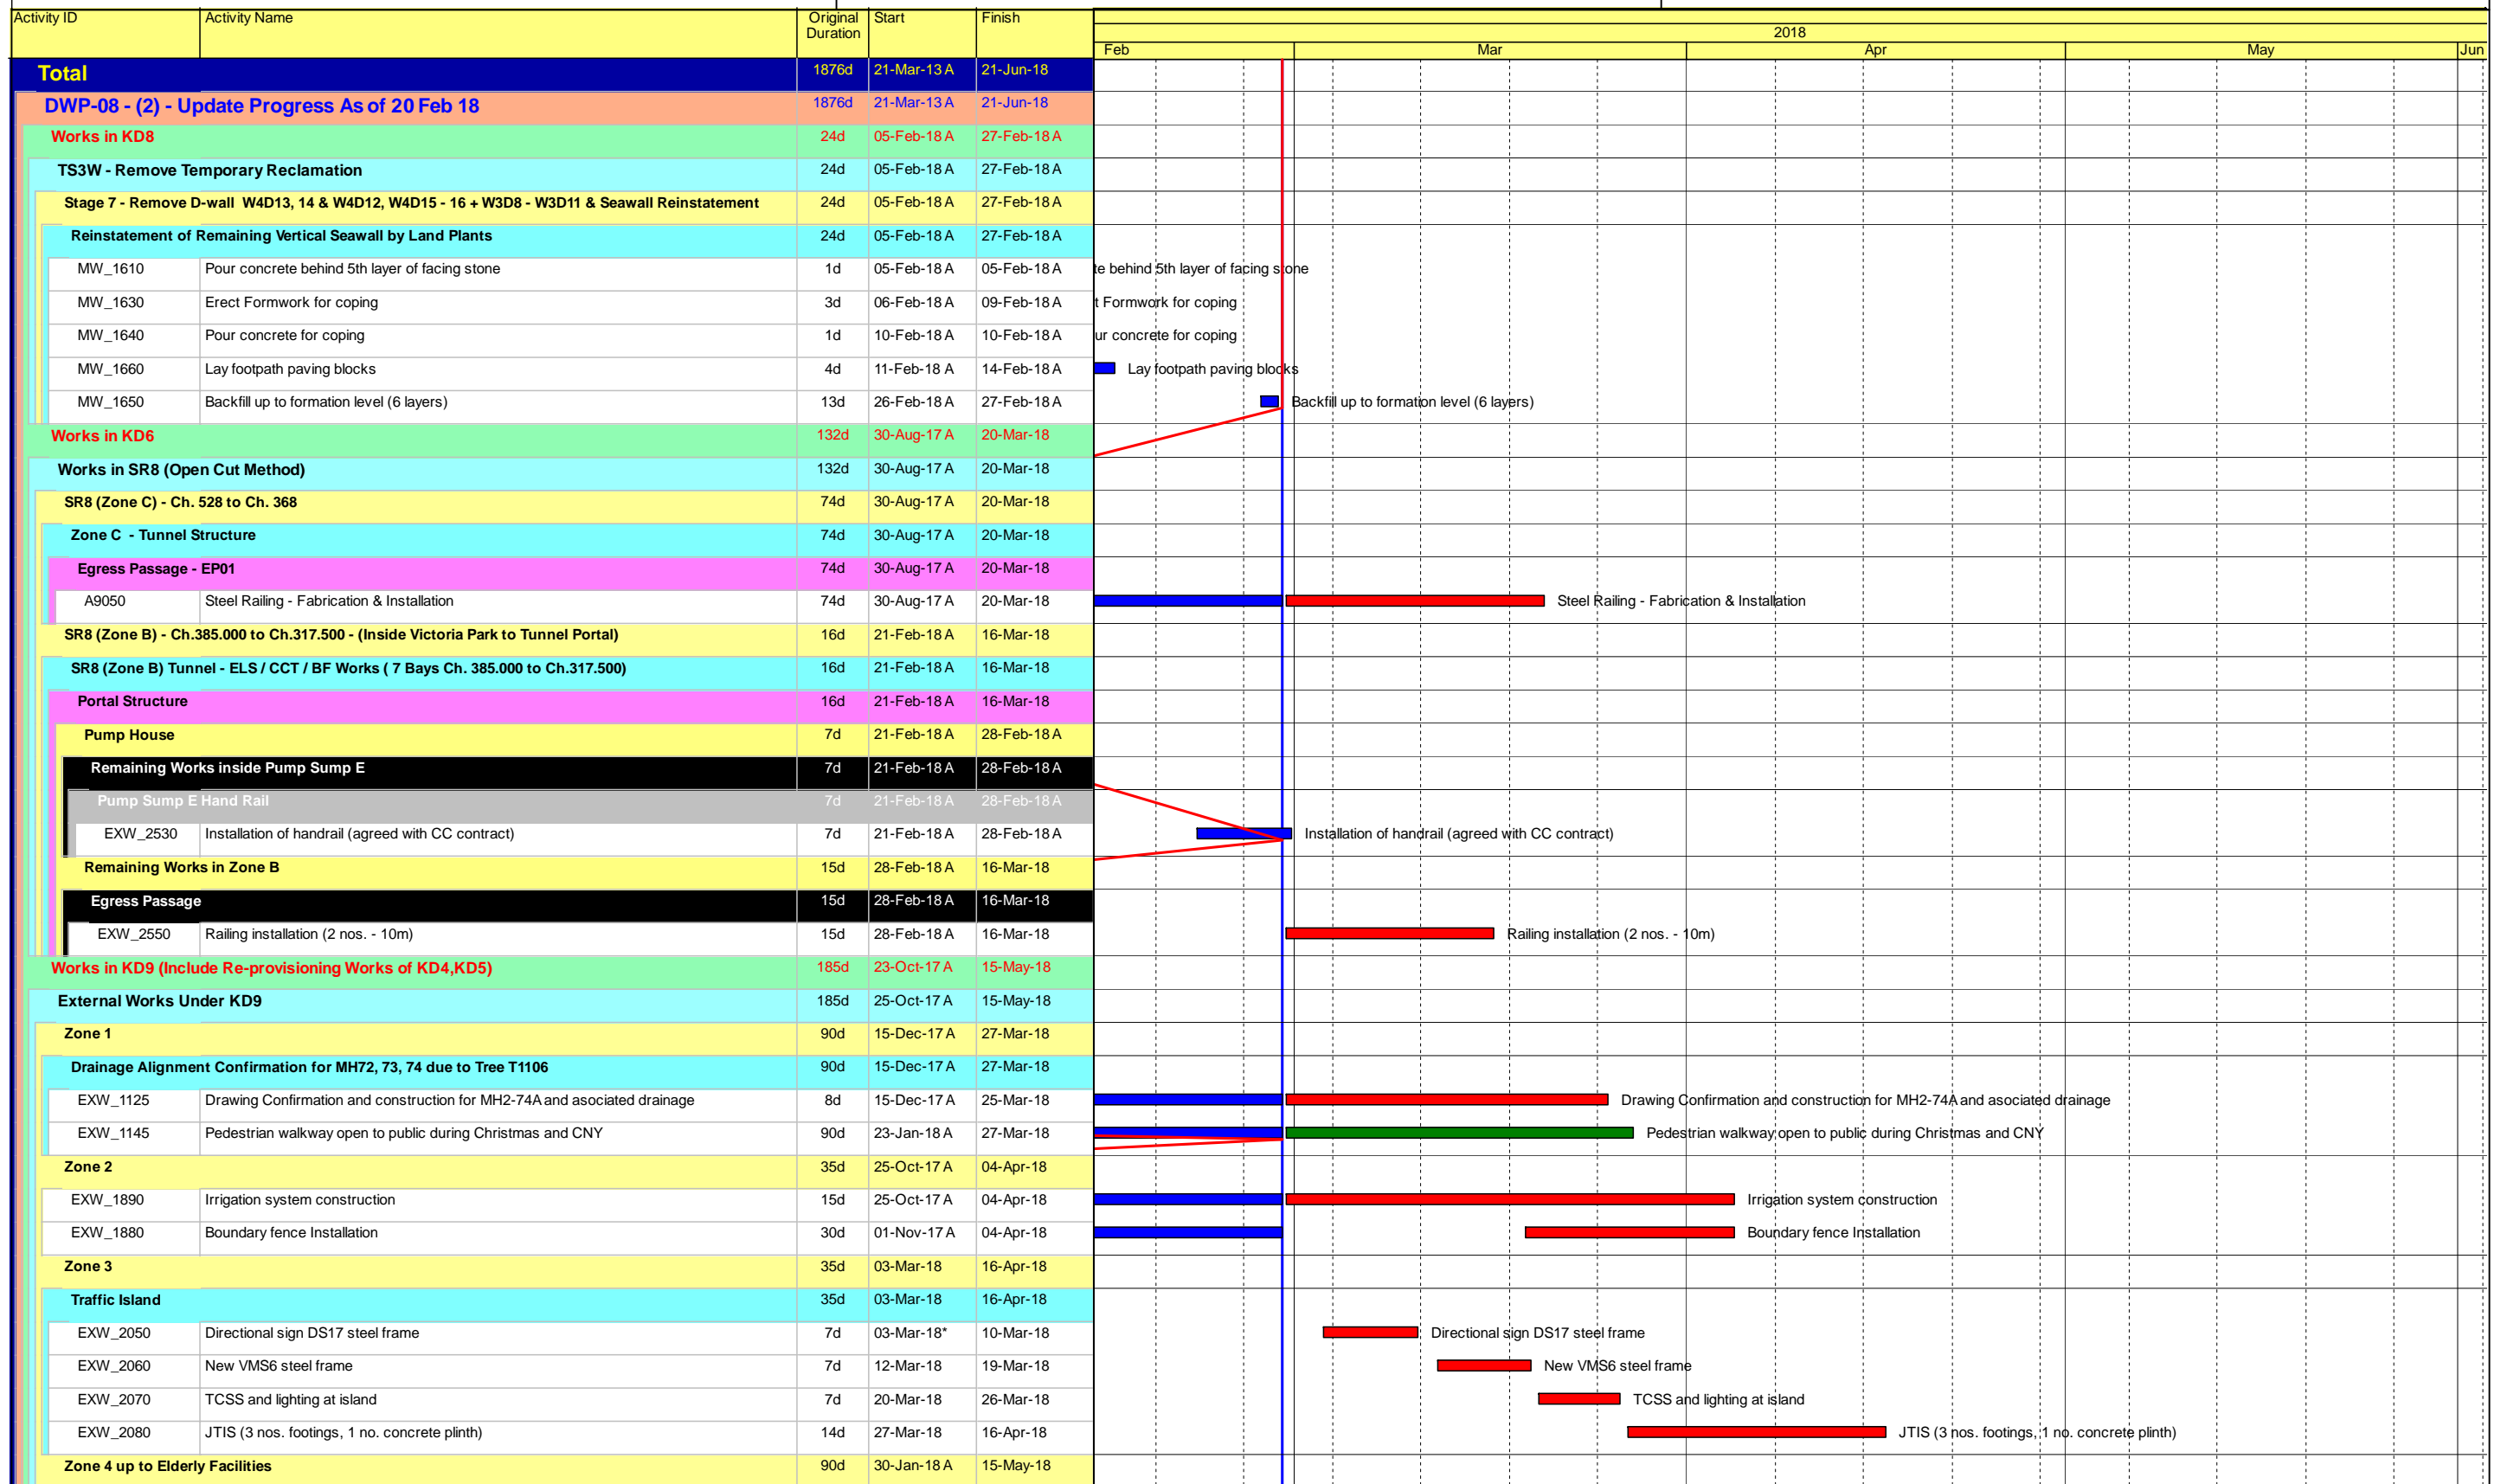 Activity ID Activity Name Original Duration Start Finish
2018
Feb Mar Apr May Jun
Total 1876d 21-Mar-13 A 21-Jun-18
DWP-08 - (2) - Update Progress As of 20 Feb 18 1876d 21-Mar-13 A 21-Jun-18
Works in KD8 24d 05-Feb-18 A 27-Feb-18 A
TS3W - Remove Temporary Reclamation 24d 05-Feb-18 A 27-Feb-18 A
Stage 7 - Remove D-wall W4D13, 14 & W4D12, W4D15 - 16 + W3D8 - W3D11 & Seawall Reinstatement 24d 05-Feb-18 A 27-Feb-18 A
Reinstatement of Remaining Vertical Seawall by Land Plants 24d 05-Feb-18 A 27-Feb-18 A
MW_1610 Pour concrete behind 5th layer of facing stone 1d 05-Feb-18 A 05-Feb-18 A te behind 5th layer of facing stone
MW_1630 Erect Formwork for coping 3d 06-Feb-18 A 09-Feb-18 A t Formwork for coping
MW_1640 Pour concrete for coping 1d 10-Feb-18 A 10-Feb-18 A ur concrete for coping
MW_1660 Lay footpath paving blocks 4d 11-Feb-18 A 14-Feb-18 A Lay footpath paving blocks
MW_1650 Backfill up to formation level (6 layers) 13d 26-Feb-18 A 27-Feb-18 A Backfill up to formation level (6 layers)
Works in KD6 132d 30-Aug-17 A 20-Mar-18
Works in SR8 (Open Cut Method) 132d 30-Aug-17 A 20-Mar-18
SR8 (Zone C) - Ch. 528 to Ch. 368 74d 30-Aug-17 A 20-Mar-18
Zone C - Tunnel Structure 74d 30-Aug-17 A 20-Mar-18
Egress Passage - EP01 74d 30-Aug-17 A 20-Mar-18
A9050 Steel Railing - Fabrication & Installation 74d 30-Aug-17 A 20-Mar-18 Steel Railing - Fabrication & Installation
SR8 (Zone B) - Ch.385.000 to Ch.317.500 - (Inside Victoria Park to Tunnel Portal) 16d 21-Feb-18 A 16-Mar-18
SR8 (Zone B) Tunnel - ELS / CCT / BF Works ( 7 Bays Ch. 385.000 to Ch.317.500) 16d 21-Feb-18 A 16-Mar-18
Portal Structure 16d 21-Feb-18 A 16-Mar-18
Pump House 7d 21-Feb-18 A 28-Feb-18 A
Remaining Works inside Pump Sump E 7d 21-Feb-18 A 28-Feb-18 A
Pump Sump E Hand Rail 7d 21-Feb-18 A 28-Feb-18 A
EXW_2530 Installation of handrail (agreed with CC contract) 7d 21-Feb-18 A 28-Feb-18 A Installation of handrail (agreed with CC contract)
Remaining Works in Zone B 15d 28-Feb-18 A 16-Mar-18
Egress Passage 15d 28-Feb-18 A 16-Mar-18
EXW_2550 Railing installation (2 nos. - 10m) 15d 28-Feb-18 A 16-Mar-18 Railing installation (2 nos. - 10m)
Works in KD9 (Include Re-provisioning Works of KD4,KD5) 185d 23-Oct-17 A 15-May-18
External Works Under KD9 185d 25-Oct-17 A 15-May-18
Zone 1 90d 15-Dec-17 A 27-Mar-18
Drainage Alignment Confirmation for MH72, 73, 74 due to Tree T1106 90d 15-Dec-17 A 27-Mar-18
EXW_1125 Drawing Confirmation and construction for MH2-74A and asociated drainage 8d 15-Dec-17 A 25-Mar-18 Drawing Confirmation and construction for MH2-74A and asociated drainage
EXW_1145 Pedestrian walkway open to public during Christmas and CNY 90d 23-Jan-18 A 27-Mar-18 Pedestrian walkway open to public during Christmas and CNY
Zone 2 35d 25-Oct-17 A 04-Apr-18
EXW_1890 Irrigation system construction 15d 25-Oct-17 A 04-Apr-18 Irrigation system construction
EXW_1880 Boundary fence Installation 30d 01-Nov-17 A 04-Apr-18 Boundary fence Installation
Zone 3 35d 03-Mar-18 16-Apr-18
Traffic Island 35d 03-Mar-18 16-Apr-18
EXW_2050 Directional sign DS17 steel frame 7d 03-Mar-18* 10-Mar-18 Directional sign DS17 steel frame
EXW_2060 New VMS6 steel frame 7d 12-Mar-18 19-Mar-18 New VMS6 steel frame
EXW_2070 TCSS and lighting at island 7d 20-Mar-18 26-Mar-18 TCSS and lighting at island
EXW_2080 JTIS (3 nos. footings, 1 no. concrete plinth) 14d 27-Mar-18 16-Apr-18 JTIS (3 nos. footings, 1 no. concrete plinth)
Zone 4 up to Elderly Facilities 90d 30-Jan-18 A 15-May-18